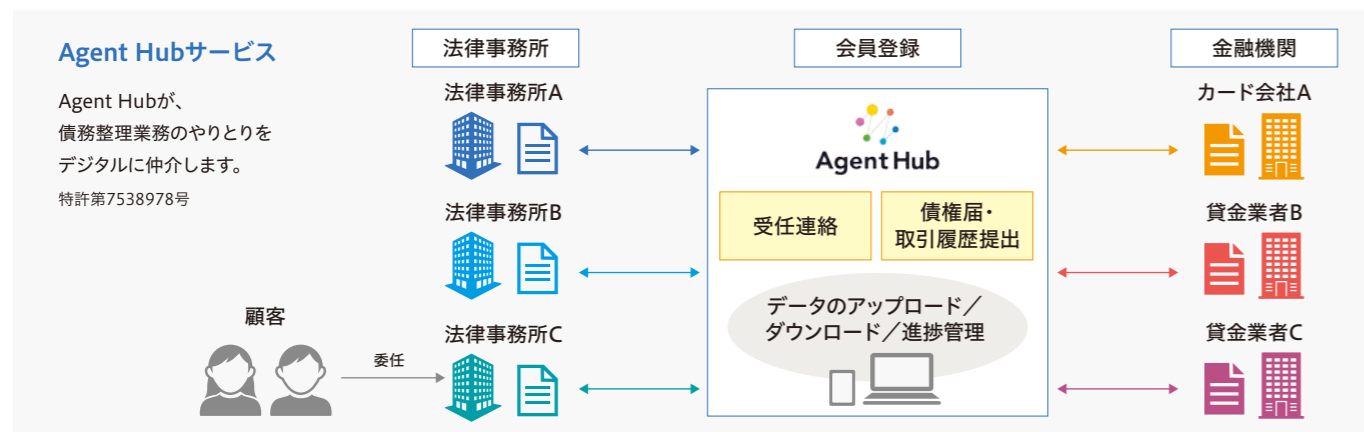 Agent Hubサービス
Agent Hubが、
債務整理業務のやりとりを
デジタルに仲介します。
特許第7538978号
顧客
委任
法律事務所
法律事務所A
法律事務所B
法律事務所C
会員登録
Agent Hub
受任連絡
債権届・
取引履歴提出
データのアップロード／
ダウンロード／進捗管理
金融機関
カード会社A
貸金業者B
貸金業者C